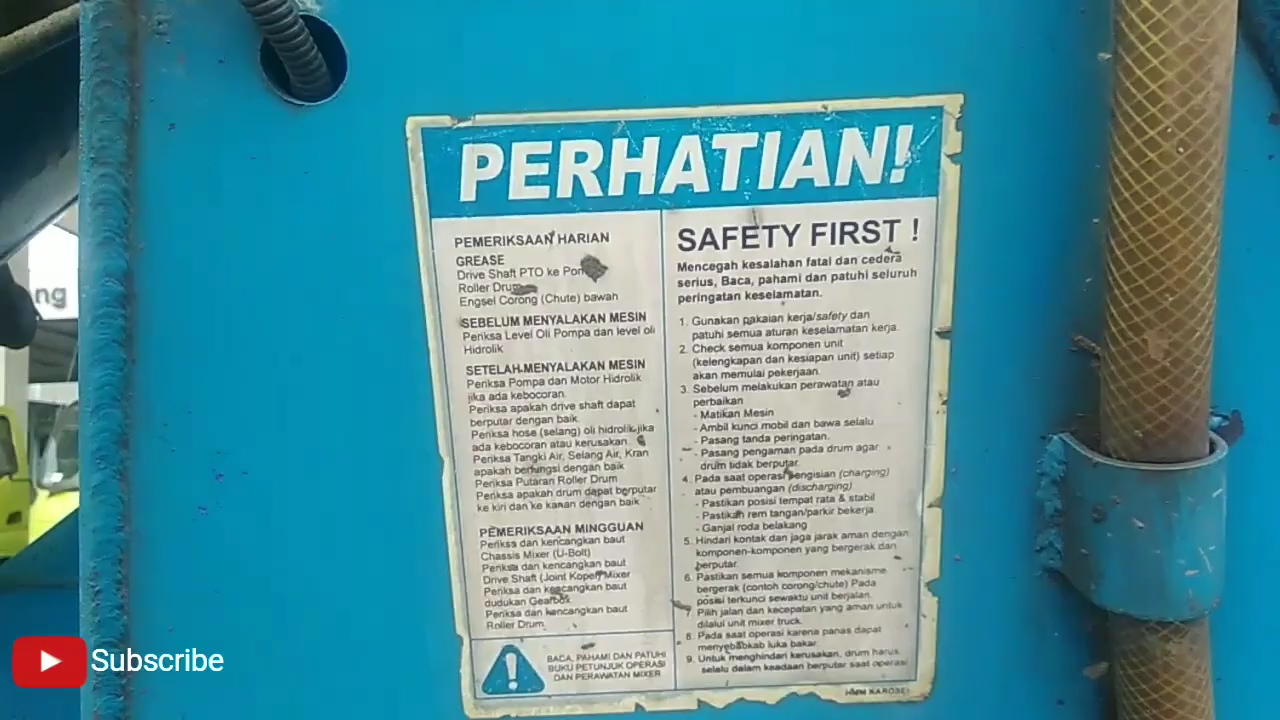 PERHATIAN!
PEMERIKSAAN HARIAN
GREASE
Drive Shaft PTO ke
Roller Drum
Engsel Corong (Chute) bawah
SEBELUM MENYALAKAN MESIN
Periksa Level Oli Pompa dan level oli
Hidrolik
SETELAH MENYALAKAN MESIN
Periksa Pompa dan Motor Hidrolik
jika ada kebocoran.
Periksa apakah drive shaft dapat
berputar dengan baik.
Periksa hose (selang) oli hidrolik jika
ada kebocoran atau kerusakan.
Periksa Tangki Air, Selang Air, Kran
apakah berfungsi dengan baik
Periksa Putaran Roller Drum
Periksa apakah drum dapat berputar
ke kiri dan ke kanan dengan baik
PEMERIKSAAN MINGGUAN
Periksa dan kencangkan baut
Chassis Mixer (U-Bolt)
Periksa dan kencangkan baut
Drive Shaft (Joint Kopel) Mixer
Periksa dan kencangkan baut
dudukan Gearbox
Periksa dan kencangkan baut
Roller Drum.
BACA, PAHAMI DAN PATUHI
BUKU PETUNJUK OPERASI
DAN PERAWATAN MIXER
SAFETY FIRST !
Mencegah kesalahan fatal dan cedera
serius, Baca, pahami dan patuhi seluruh
peringatan keselamatan.
1. Gunakan pakaian kerja/safety dan
patuhi semua aturan keselamatan kerja.
2. Check semua komponen unit
(kelengkapan dan kesiapan unit) setiap
akan memulai pekerjaan.
3. Sebelum melakukan perawatan atau
perbaikan
- Matikan Mesin
- Ambil kunci mobil dan bawa selalu
- Pasang tanda peringatan.
- Pasang pengaman pada drum agar
drum tidak berputar.
4. Pada saat operasi pengisian (charging)
atau pembuangan (discharging)
- Pastikan posisi tempat rata & stabil
- Pastikan rem tangan/parkir bekerja
- Ganjal roda belakang
5. Hindari kontak dan jaga jarak aman dengan
komponen-komponen yang bergerak dan
berputar.
6. Pastikan semua komponen mekanisme
bergerak (contoh corong/chute) Pada
posisi terkunci sewaktu unit berjalan.
7. Pilih jalan dan kecepatan yang aman untuk
dilalui unit mixer truck.
8. Pada saat operasi karena panas dapat
menyebabkab luka bakar.
9. Untuk menghindari kerusakan, drum harus
selalu dalam keadaan berputar saat operasi
HMM KAROSERI
ng
Subscribe